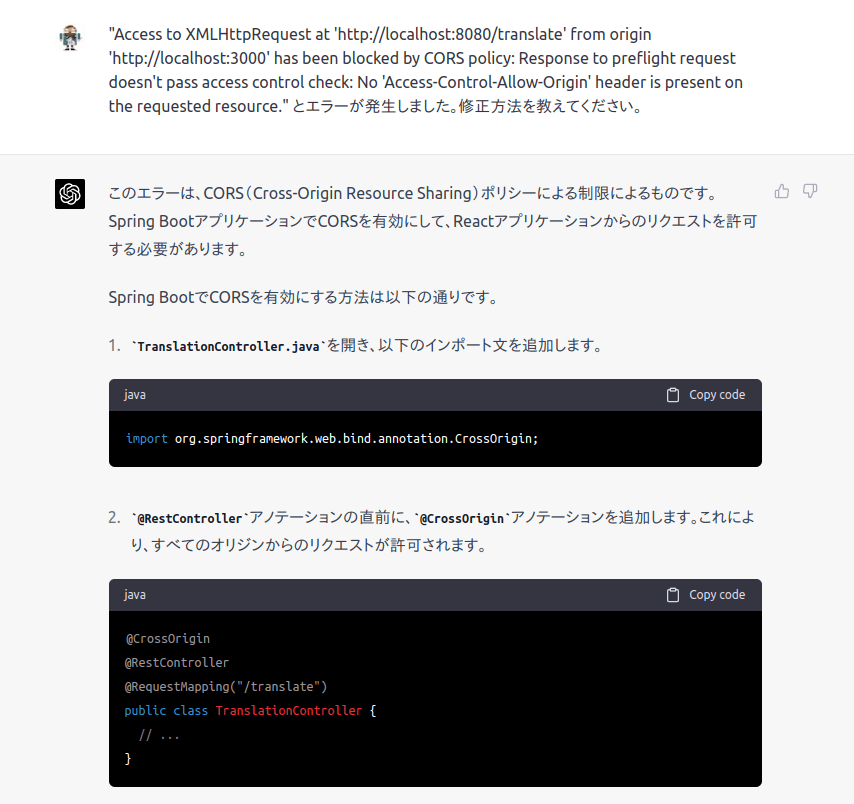 "Access to XMLHttpRequest at 'http://localhost:8080/translate' from origin
'http://localhost:3000' has been blocked by CORS policy: Response to preflight request
doesn't pass access control check: No 'Access-Control-Allow-Origin' header is present on
the requested resource." とエラーが発生しました。修正方法を教えてください。
このエラーは、CORS（Cross-Origin Resource Sharing）ポリシーによる制限によるものです。
Spring BootアプリケーションでCORSを有効にして、Reactアプリケーションからのリクエストを許可
する必要があります。
Spring BootでCORSを有効にする方法は以下の通りです。
1. `TranslationController.java`を開き、以下のインポート文を追加します。
java Copy code
import org.springframework.web.bind.annotation.CrossOrigin;
2. `@RestController`アノテーションの直前に、`@CrossOrigin`アノテーションを追加します。これによ
り、すべてのオリジンからのリクエストが許可されます。
java Copy code
@CrossOrigin
@RestController
@RequestMapping("/translate")
public class TranslationController {
// ...
}